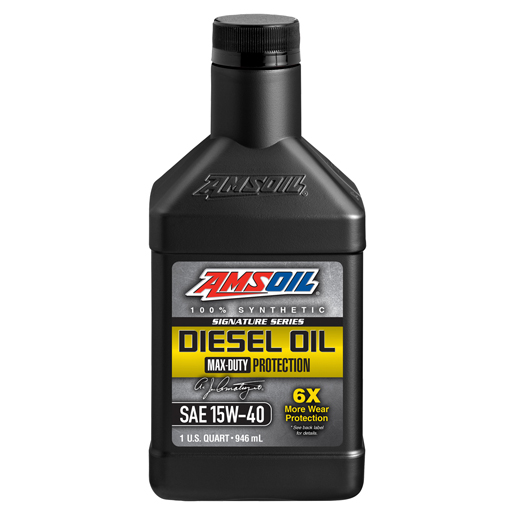 AMSOIL
AMSOIL
100% SYNTHETIC
SIGNATURE SERIES
DIESEL OIL
MAX-DUTY PROTECTION
SAE 15W-40
6X
More Wear
Protection
*See back label
for details.
1 U.S. QUART • 946 mL